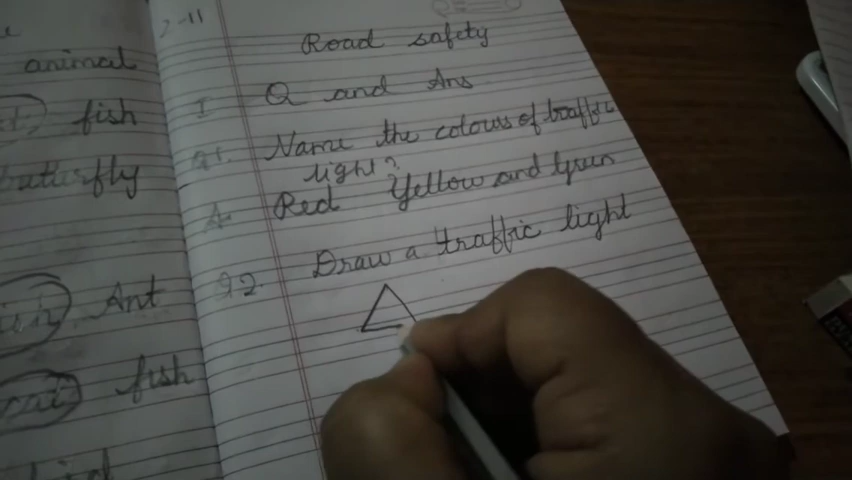 animal
fish
butterfly
Ant
fish
Road safety
I Q and Ans
Q1. Name the colours of traffic
light?
A. Red Yellow and Green
Q2. Draw a traffic light